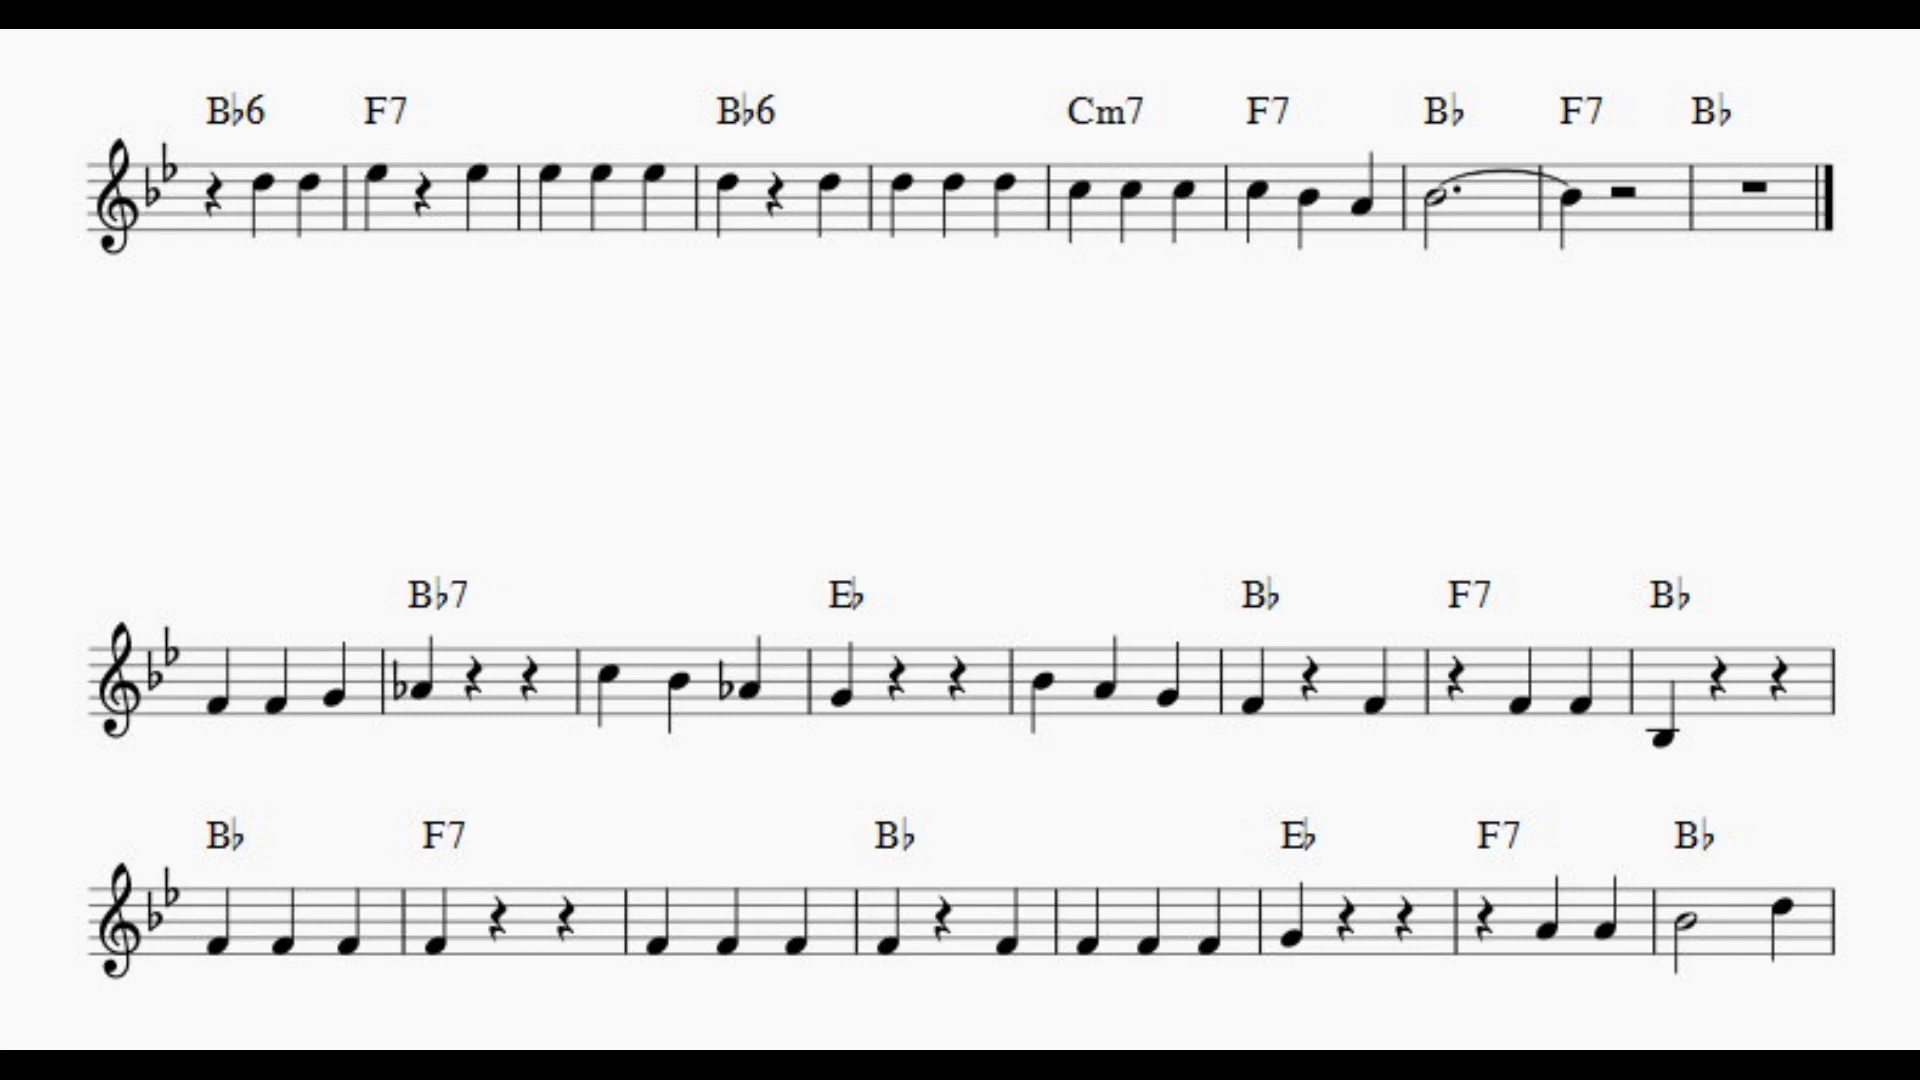 B♭6 F7 B♭6 Cm7 F7 B♭ F7 B♭
B♭7 E♭ B♭ F7 B♭
B♭ F7 B♭ E♭ F7 B♭